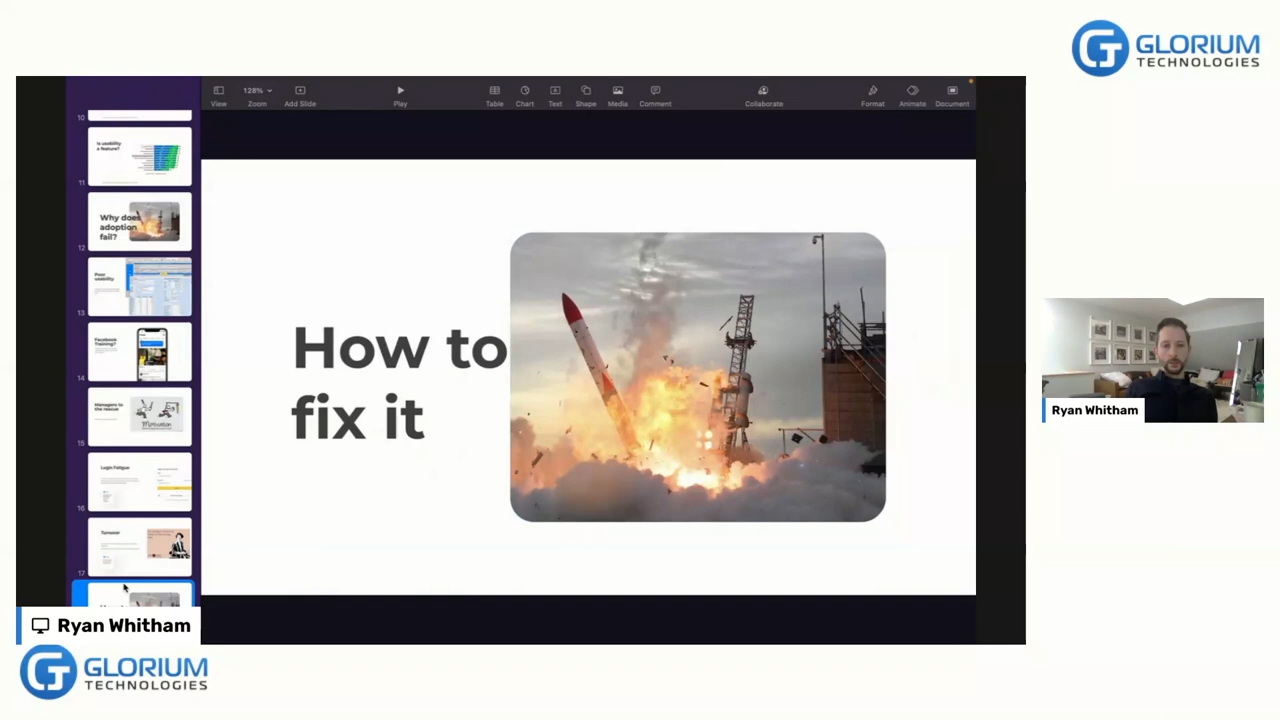 GLORIUM
TECHNOLOGIES
View
128%
Zoom
Add Slide
Play
Table
Chart
Text
Shape
Media
Comment
Collaborate
Format
Animate
Document
10
Is usability
a feature?
11
Why does
adoption
fail?
12
Poor
usability
13
Facebook
Training?
14
Managers to
the rescue
Motivation
15
Login Fatigue
16
Turnover
17
How to
fix it
Ryan Whitham
Ryan Whitham
GLORIUM
TECHNOLOGIES